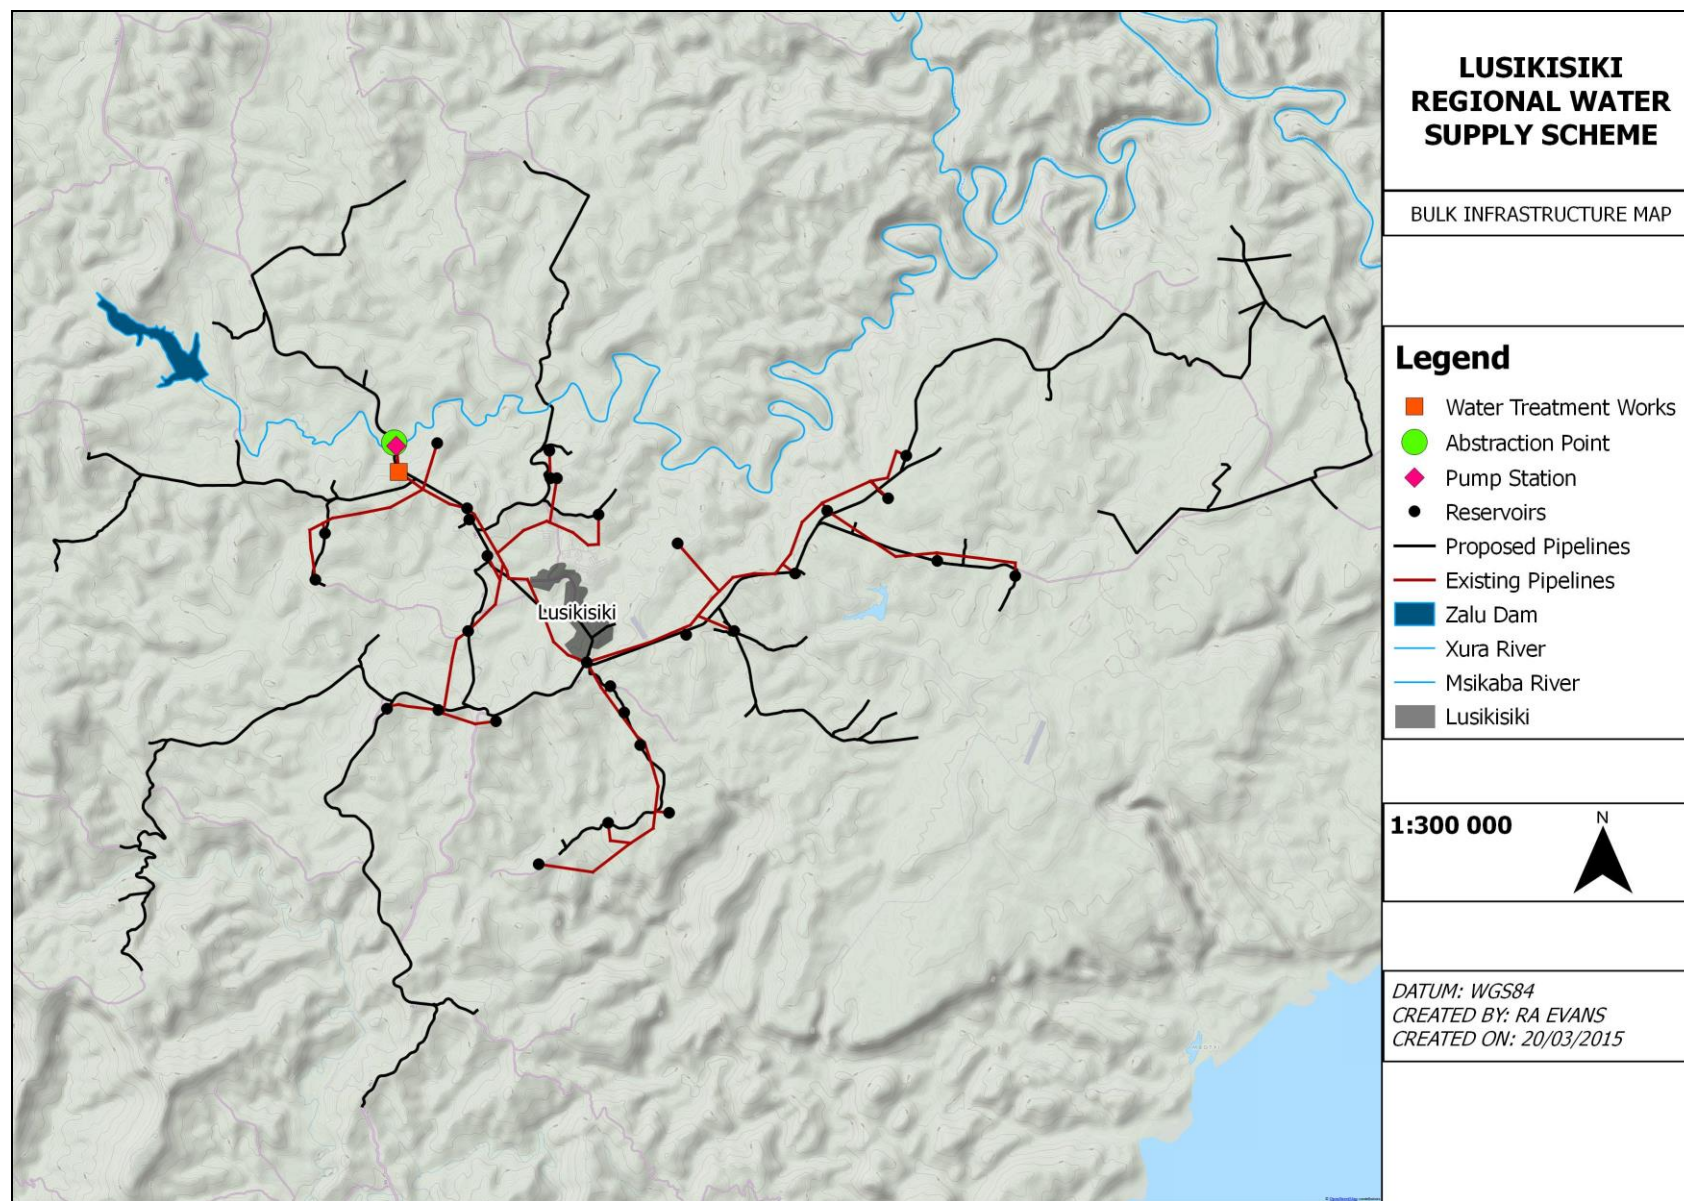 LUSIKISIKI
REGIONAL WATER
SUPPLY SCHEME
BULK INFRASTRUCTURE MAP
Legend
Water Treatment Works
Abstraction Point
Pump Station
Reservoirs
Proposed Pipelines
Existing Pipelines
Zalu Dam
Xura River
Msikaba River
Lusikisiki
1:300 000
N
DATUM: WGS84
CREATED BY: RA EVANS
CREATED ON: 20/03/2015
Lusikisiki